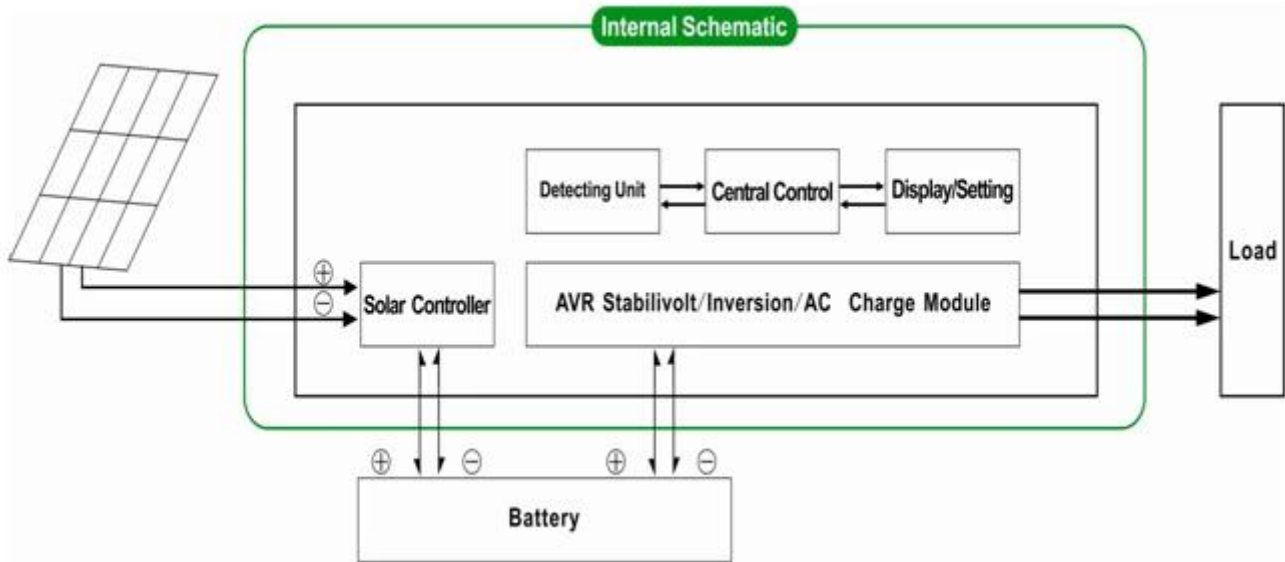 Internal Schematic
Detecting Unit
Central Control
Display/Setting
Load
⊕
⊖
Solar Controller
AVR Stabilivolt/Inversion/AC Charge Module
⊕ ⊖ ⊕ ⊖
Battery